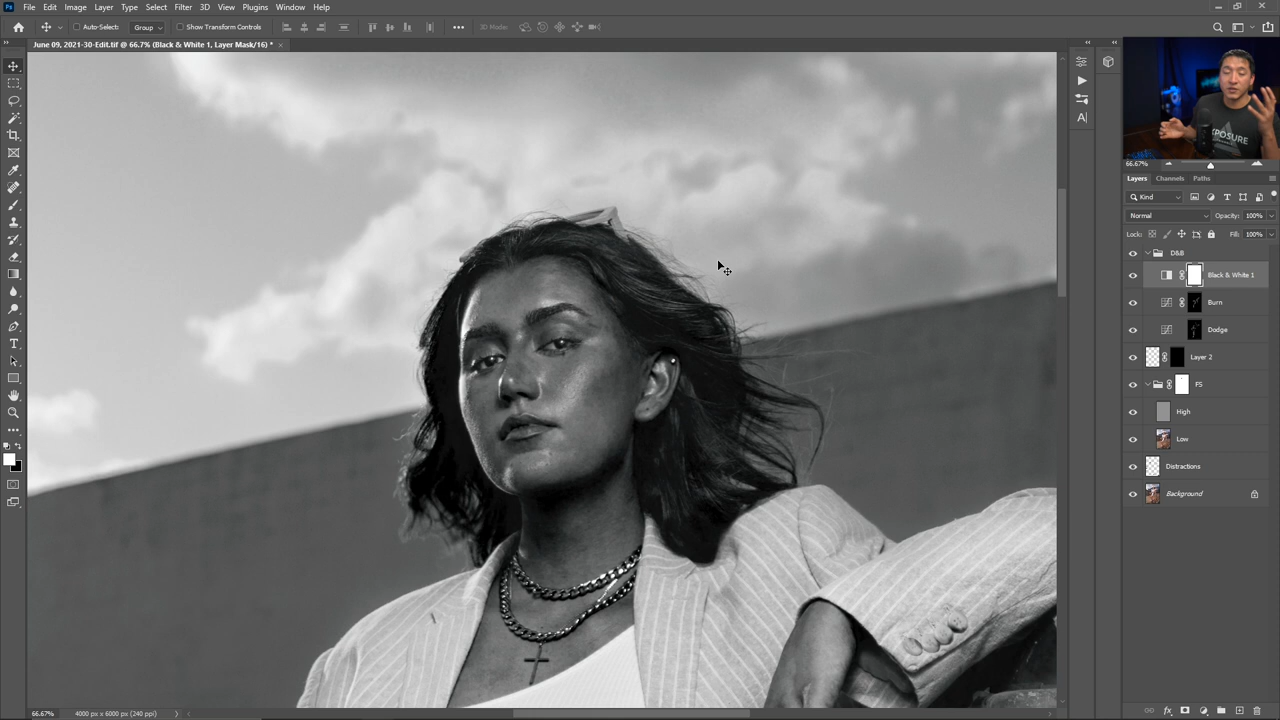 Ps File Edit Image Layer Type Select Filter 3D View Plugins Window Help
Auto-Select: Group Show Transform Controls ••• 3D Mode:
June 09, 2021-30-Edit.tif @ 66.7% (Black & White 1, Layer Mask/16) * ×
EXPOSURE
66.67%
Layers Channels Paths
Kind
Normal Opacity: 100%
Lock: Fill: 100%
D&B
Black & White 1
Burn
Dodge
Layer 2
FS
High
Low
Distractions
Background
66.67% 4000 px x 6000 px (240 ppi)